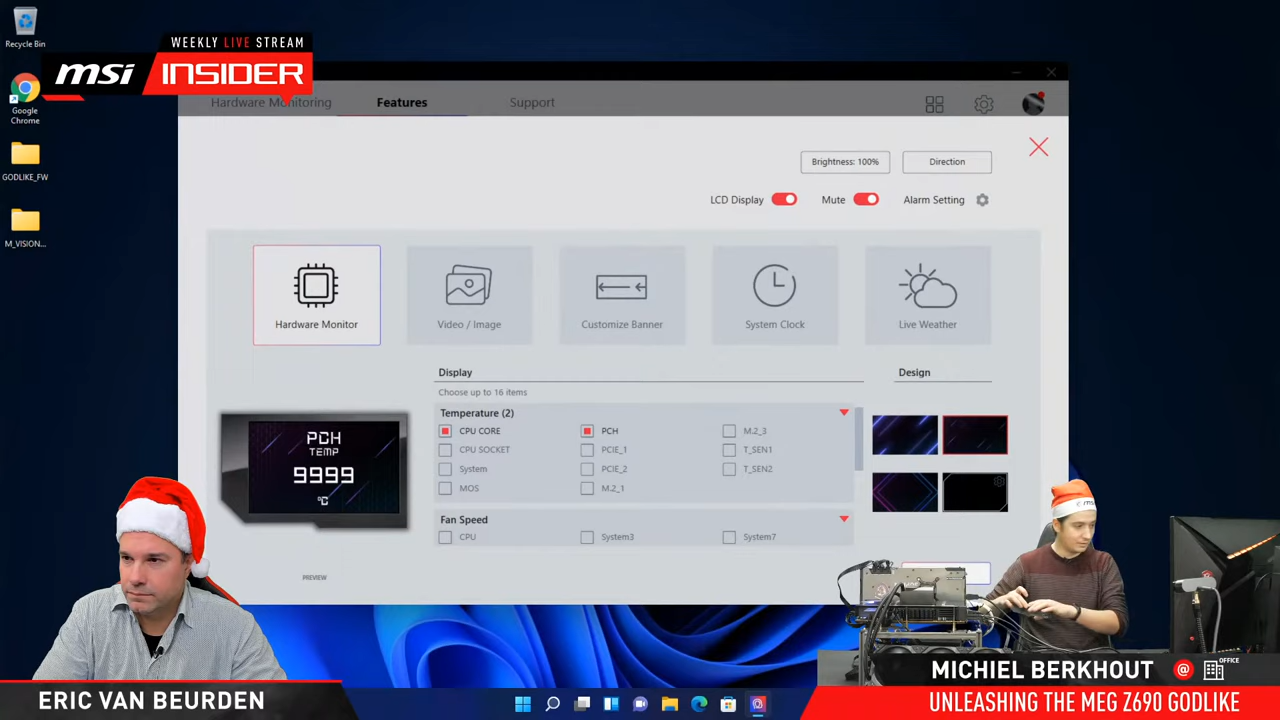 Recycle Bin
WEEKLY LIVE STREAM
msi INSIDER
Google
Chrome
GODLIKE_FW
M_VISION...
Hardware Monitoring
Features
Support
Brightness: 100%
Direction
LCD Display
Mute
Alarm Setting
Hardware Monitor
Video / Image
Customize Banner
System Clock
Live Weather
Display
Design
Choose up to 16 items
Temperature (2)
CPU CORE
PCH
M.2_3
CPU SOCKET
PCIE_1
T_SEN1
System
PCIE_2
T_SEN2
MOS
M.2_1
Fan Speed
CPU
System3
System7
PCH
TEMP
9999
°C
PREVIEW
ERIC VAN BEURDEN
MICHIEL BERKHOUT @ OFFICE
UNLEASHING THE MEG Z690 GODLIKE